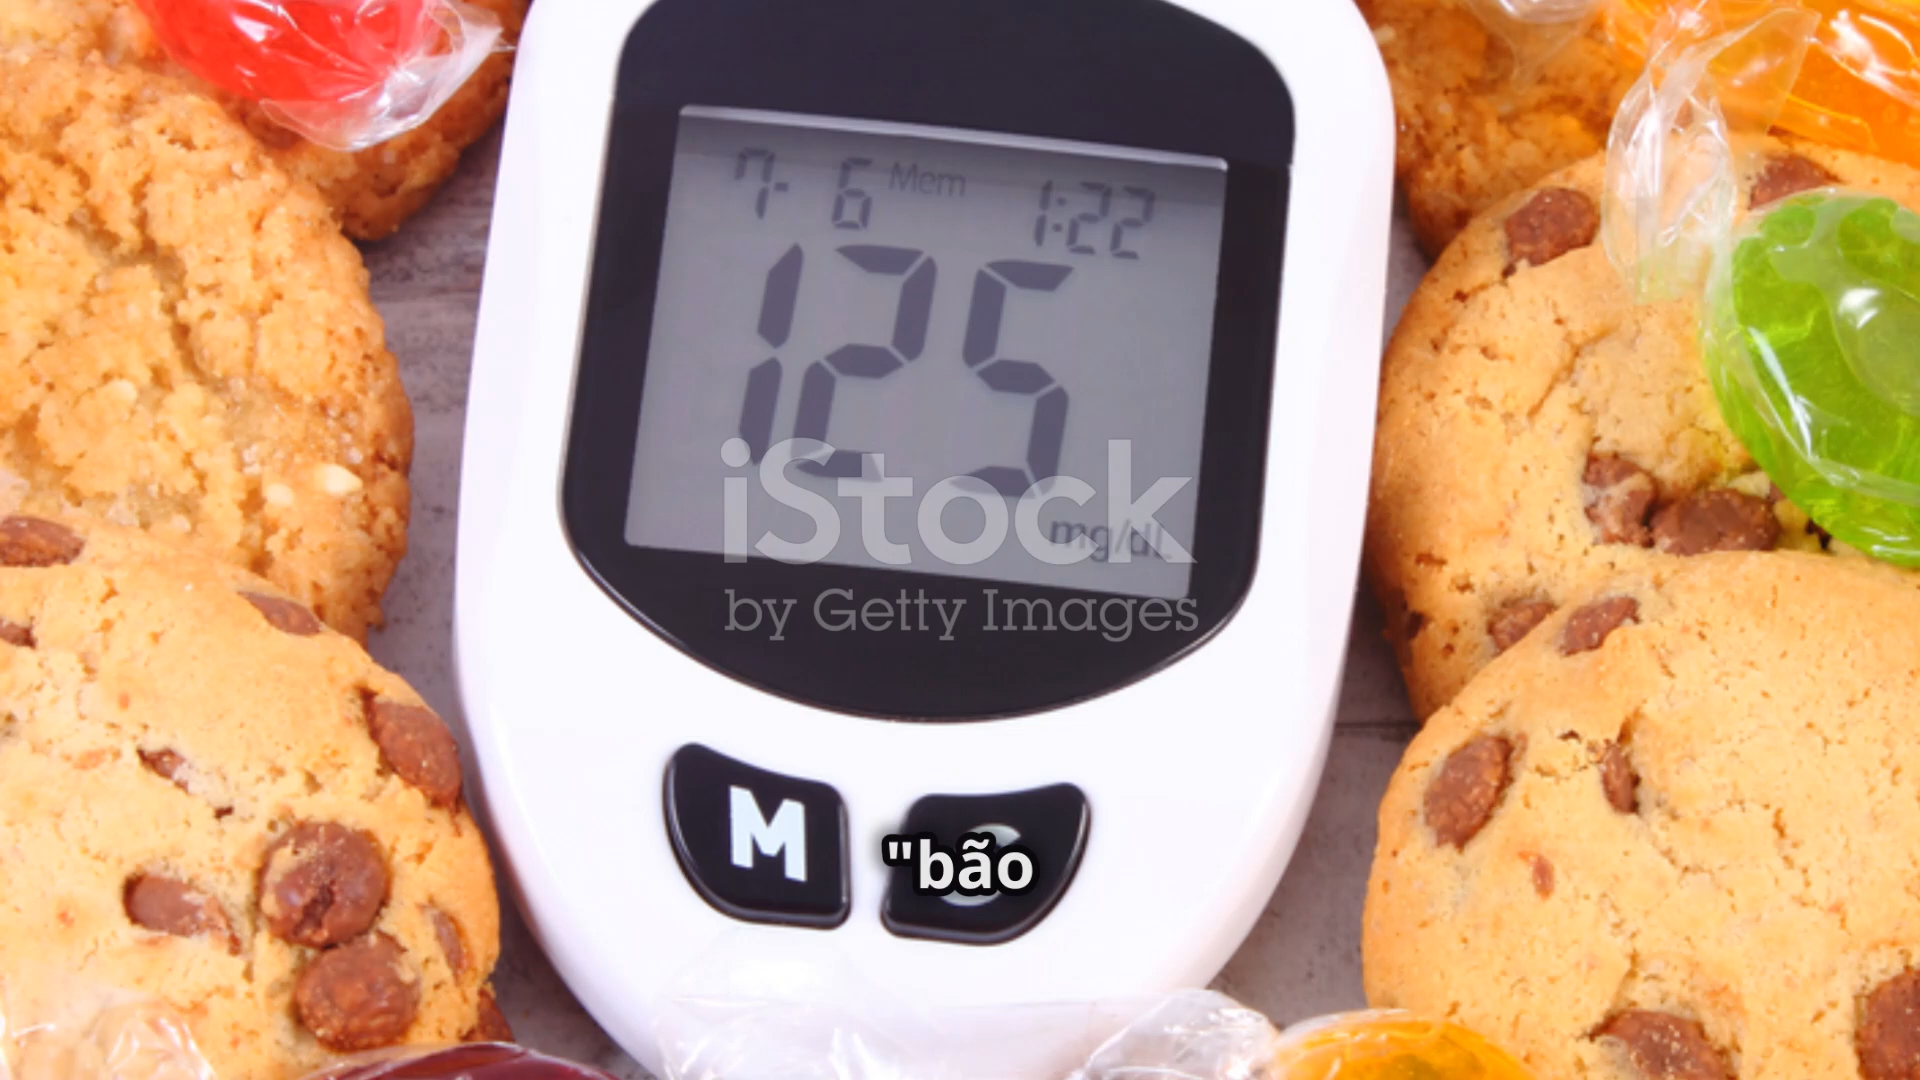 7- 6 Mem 1:22
125
mg/dL
iStock
by Getty Images
M
"bão